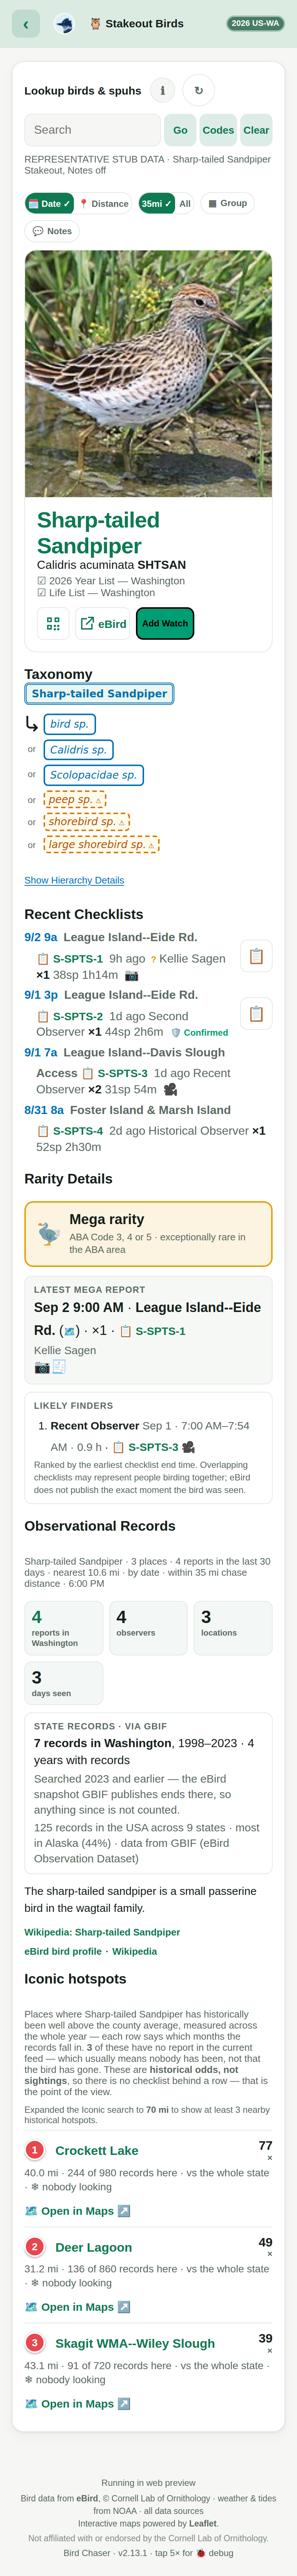 ‹ 🦉 Stakeout Birds 2026 US-WA
Lookup birds & spuhs ℹ ↻
Search Go Codes Clear
REPRESENTATIVE STUB DATA · Sharp-tailed Sandpiper
Stakeout, Notes off
🗓️ Date ✓ 📍 Distance 35mi ✓ All ▦ Group
💬 Notes
Sharp-tailed
Sandpiper
Calidris acuminata SHTSAN
☑ 2026 Year List — Washington
☑ Life List — Washington
eBird Add Watch
Taxonomy
Sharp-tailed Sandpiper
↳ bird sp.
or Calidris sp.
or Scolopacidae sp.
or peep sp. ⚠
or shorebird sp. ⚠
or large shorebird sp. ⚠
Show Hierarchy Details
Recent Checklists
9/2 9a League Island--Eide Rd.
📋 S-SPTS-1 9h ago ? Kellie Sagen
×1 38sp 1h14m 📷
9/1 3p League Island--Eide Rd.
📋 S-SPTS-2 1d ago Second
Observer ×1 44sp 2h6m 🛡️ Confirmed
9/1 7a League Island--Davis Slough
Access 📋 S-SPTS-3 1d ago Recent
Observer ×2 31sp 54m 🎥
8/31 8a Foster Island & Marsh Island
📋 S-SPTS-4 2d ago Historical Observer ×1
52sp 2h30m
Rarity Details
Mega rarity
ABA Code 3, 4 or 5 · exceptionally rare in
the ABA area
LATEST MEGA REPORT
Sep 2 9:00 AM · League Island--Eide
Rd. (🗺️) · ×1 · 📋 S-SPTS-1
Kellie Sagen
📷🧾
LIKELY FINDERS
1. Recent Observer Sep 1 · 7:00 AM–7:54
AM · 0.9 h · 📋 S-SPTS-3 🎥
Ranked by the earliest checklist end time. Overlapping
checklists may represent people birding together; eBird
does not publish the exact moment the bird was seen.
Observational Records
Sharp-tailed Sandpiper · 3 places · 4 reports in the last 30
days · nearest 10.6 mi · by date · within 35 mi chase
distance · 6:00 PM
4 4 3
reports in observers locations
Washington
3
days seen
STATE RECORDS · VIA GBIF
7 records in Washington, 1998–2023 · 4
years with records
Searched 2023 and earlier — the eBird
snapshot GBIF publishes ends there, so
anything since is not counted.
125 records in the USA across 9 states · most
in Alaska (44%) · data from GBIF (eBird
Observation Dataset)
The sharp-tailed sandpiper is a small passerine
bird in the wagtail family.
Wikipedia: Sharp-tailed Sandpiper
eBird bird profile · Wikipedia
Iconic hotspots
Places where Sharp-tailed Sandpiper has historically
been well above the county average, measured across
the whole year — each row says which months the
records fall in. 3 of these have no report in the current
feed — which usually means nobody has been, not that
the bird has gone. These are historical odds, not
sightings, so there is no checklist behind a row — that is
the point of the view.
Expanded the Iconic search to 70 mi to show at least 3 nearby
historical hotspots.
1 Crockett Lake 77
×
40.0 mi · 244 of 980 records here · vs the whole state
· ❄ nobody looking
🗺️ Open in Maps ↗️
2 Deer Lagoon 49
×
31.2 mi · 136 of 860 records here · vs the whole state
· ❄ nobody looking
🗺️ Open in Maps ↗️
3 Skagit WMA--Wiley Slough 39
×
43.1 mi · 91 of 720 records here · vs the whole state ·
❄ nobody looking
🗺️ Open in Maps ↗️
Running in web preview
Bird data from eBird, © Cornell Lab of Ornithology · weather & tides
from NOAA · all data sources
Interactive maps powered by Leaflet.
Not affiliated with or endorsed by the Cornell Lab of Ornithology.
Bird Chaser · v2.13.1 · tap 5× for 🐞 debug